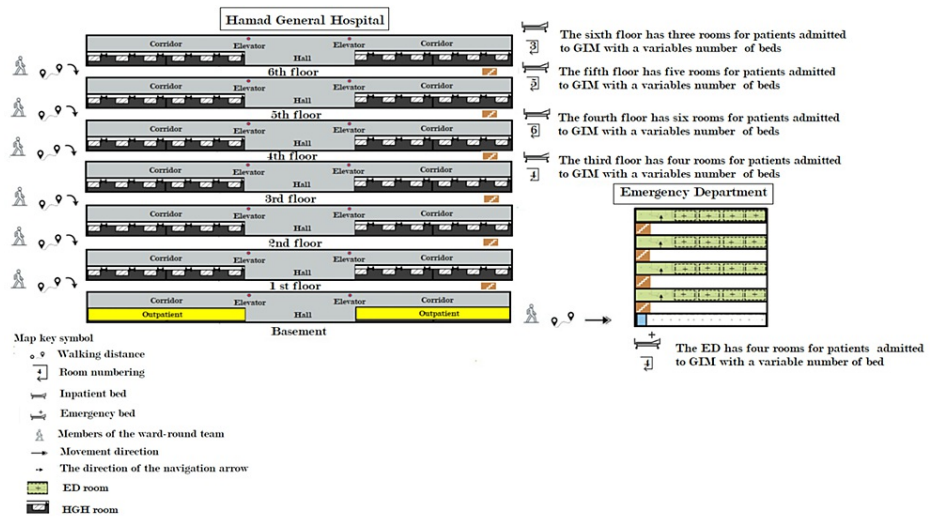 Hamad General Hospital
Corridor Elevator Elevator Corridor
Hall
6th floor
Corridor Elevator Elevator Corridor
Hall
5th floor
Corridor Elevator Elevator Corridor
Hall
4th floor
Corridor Elevator Elevator Corridor
Hall
3rd floor
Corridor Elevator Elevator Corridor
Hall
2nd floor
Corridor Elevator Elevator Corridor
Hall
1 st floor
Corridor Elevator Elevator Corridor
Outpatient Hall Outpatient
Basement
3
The sixth floor has three rooms for patients admitted
to GIM with a variables number of beds
5
The fifth floor has five rooms for patients admitted
to GIM with a variables number of beds
6
The fourth floor has six rooms for patients admitted
to GIM with a variables number of beds
4
The third floor has four rooms for patients admitted
to GIM with a variables number of beds
Emergency Department
4
The ED has four rooms for patients admitted
to GIM with a variable number of bed
Map key symbol
Walking distance
4 Room numbering
Inpatient bed
Emergency bed
Members of the ward-round team
Movement direction
The direction of the navigation arrow
ED room
HGH room